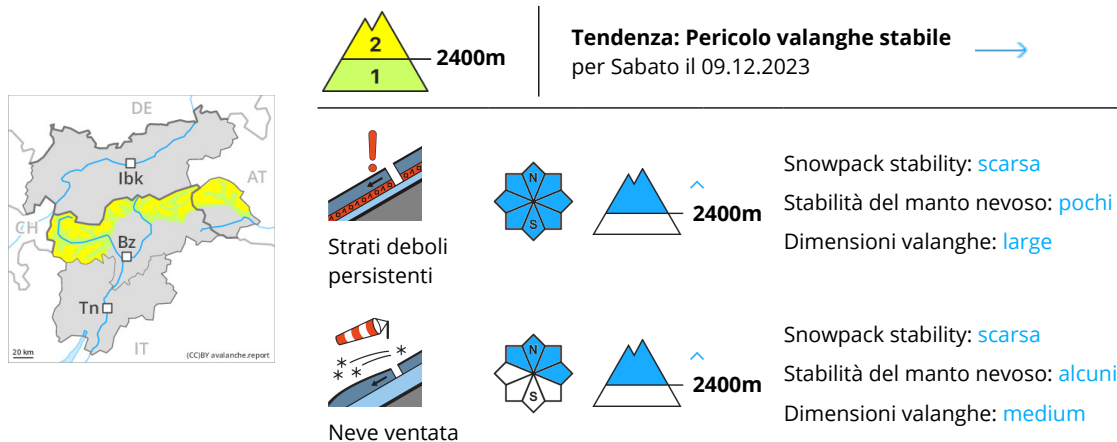 2
1
2400m
Tendenza: Pericolo valanghe stabile
per Sabato il 09.12.2023
DE
Ibk
AT
CH
Bz
Tn
IT
20 km
(CC)BY avalanche.report
Strati deboli
persistenti
N
S
2400m
Snowpack stability: scarsa
Stabilità del manto nevoso: pochi
Dimensioni valanghe: large
Neve ventata
N
S
2400m
Snowpack stability: scarsa
Stabilità del manto nevoso: alcuni
Dimensioni valanghe: medium